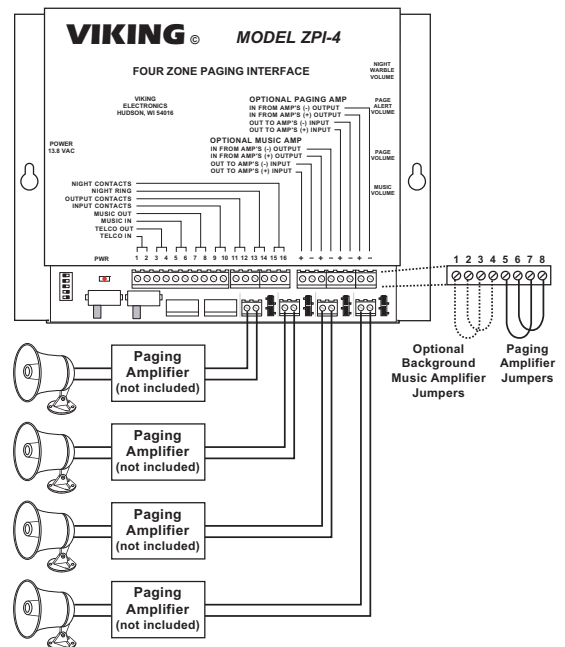 VIKING © MODEL ZPI-4
FOUR ZONE PAGING INTERFACE
NIGHT
WARBLE
VOLUME
VIKING
ELECTRONICS
HUDSON, WI 54016
OPTIONAL PAGING AMP
IN FROM AMP'S (-) OUTPUT
IN FROM AMP'S (+) OUTPUT
OUT TO AMP'S (-) INPUT
OUT TO AMP'S (+) INPUT
PAGE
ALERT
VOLUME
POWER
13.8 VAC
OPTIONAL MUSIC AMP
IN FROM AMP'S (-) OUTPUT
IN FROM AMP'S (+) OUTPUT
OUT TO AMP'S (-) INPUT
OUT TO AMP'S (+) INPUT
PAGE
VOLUME
MUSIC
VOLUME
NIGHT CONTACTS
NIGHT RING
OUTPUT CONTACTS
INPUT CONTACTS
MUSIC OUT
MUSIC IN
TELCO OUT
TELCO IN
PWR 1 2 3 4 5 6 7 8 9 10 11 12 13 14 15 16 + – + – + – + –
1 2 3 4 5 6 7 8
Optional
Background
Music Amplifier
Jumpers
Paging
Amplifier
Jumpers
Paging
Amplifier
(not included)
Paging
Amplifier
(not included)
Paging
Amplifier
(not included)
Paging
Amplifier
(not included)